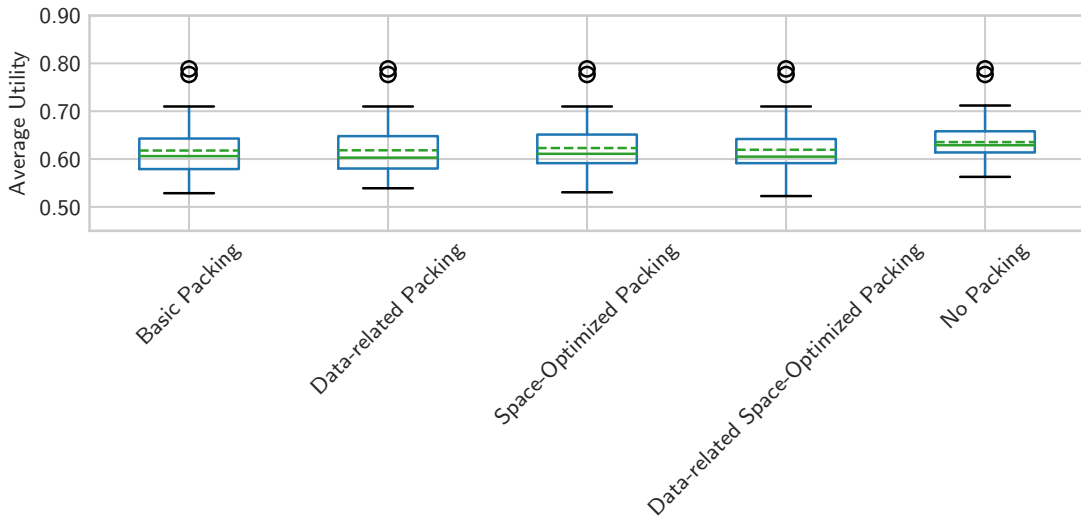 Average Utility
0.90
0.80
0.70
0.60
0.50
Basic Packing
Data-related Packing
Space-Optimized Packing
Data-related Space-Optimized Packing
No Packing